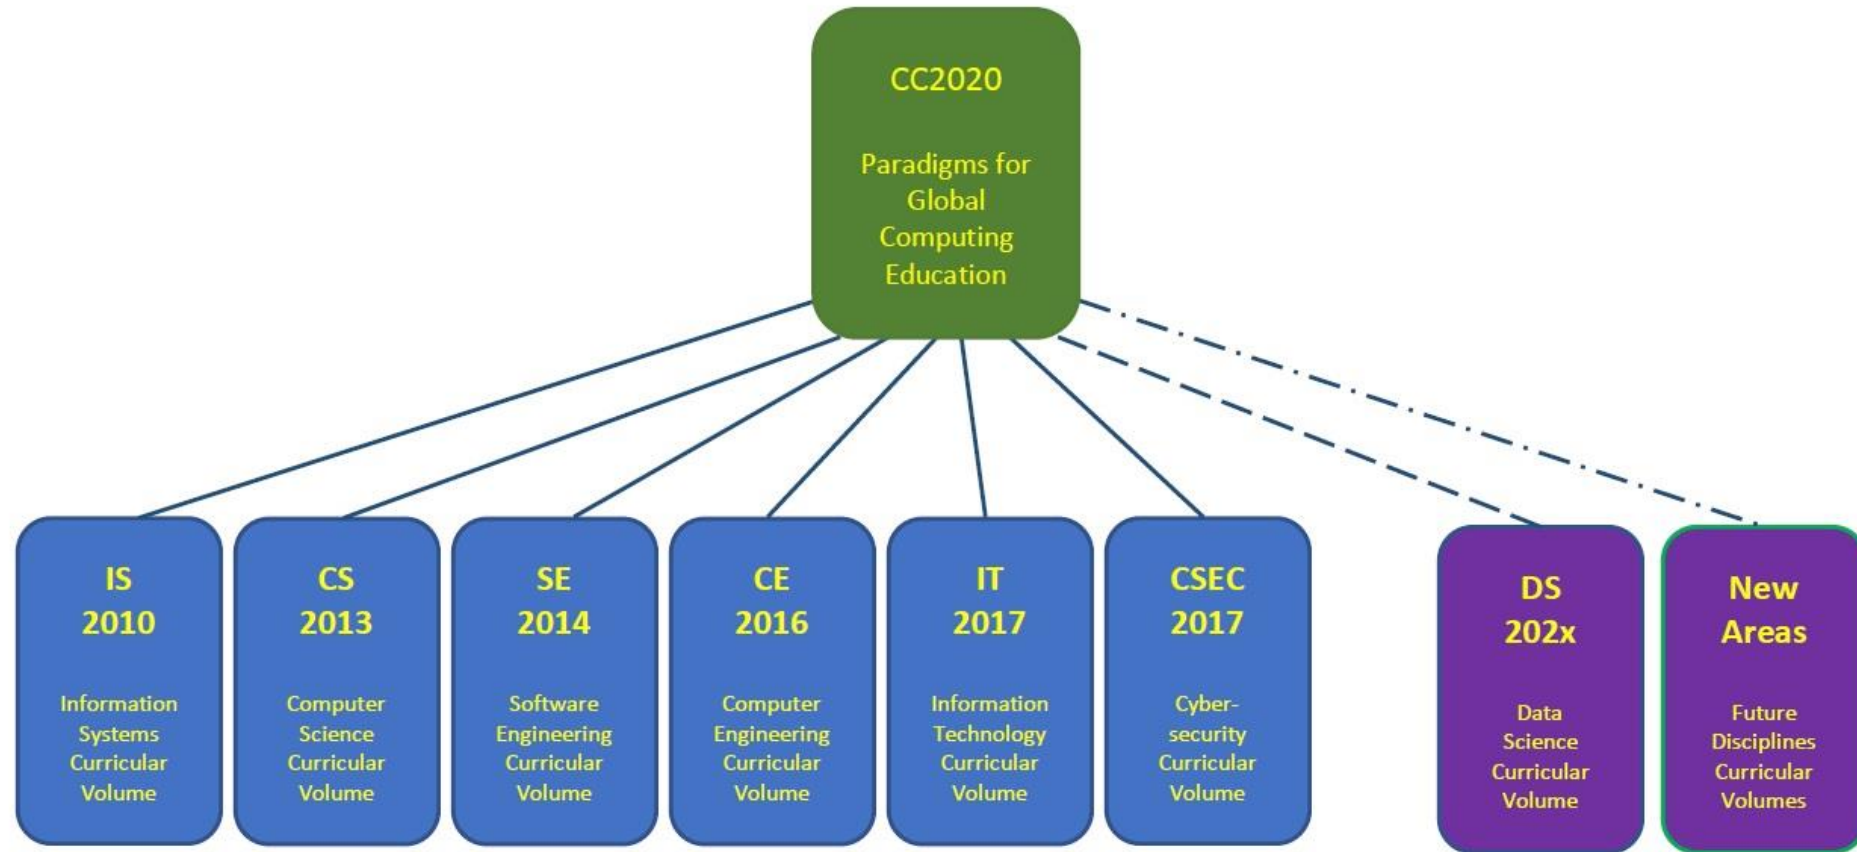 CC2020
Paradigms for
Global
Computing
Education
IS
2010
Information
Systems
Curricular
Volume
CS
2013
Computer
Science
Curricular
Volume
SE
2014
Software
Engineering
Curricular
Volume
CE
2016
Computer
Engineering
Curricular
Volume
IT
2017
Information
Technology
Curricular
Volume
CSEC
2017
Cyber-
security
Curricular
Volume
DS
202x
Data
Science
Curricular
Volume
New
Areas
Future
Disciplines
Curricular
Volumes